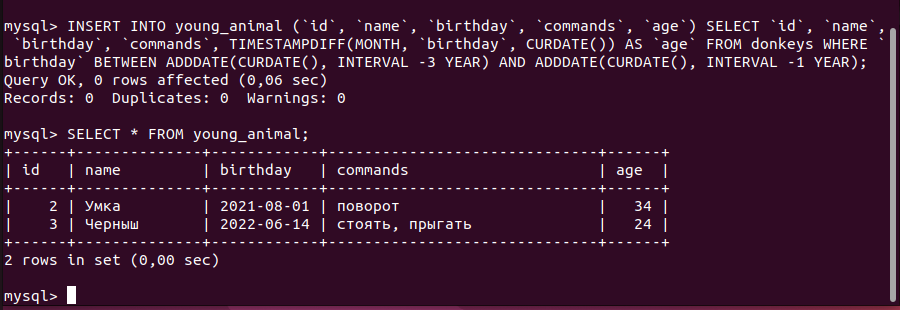 mysql> INSERT INTO young_animal (`id`, `name`, `birthday`, `commands`, `age`) SELECT `id`, `name`,
 `birthday`, `commands`, TIMESTAMPDIFF(MONTH, `birthday`, CURDATE()) AS `age` FROM donkeys WHERE `
birthday` BETWEEN ADDDATE(CURDATE(), INTERVAL -3 YEAR) AND ADDDATE(CURDATE(), INTERVAL -1 YEAR);
Query OK, 0 rows affected (0,06 sec)
Records: 0  Duplicates: 0  Warnings: 0

mysql> SELECT * FROM young_animal;
+------+--------------+------------+------------------------------+------+
| id   | name         | birthday   | commands                     | age  |
+------+--------------+------------+------------------------------+------+
|    2 | Умка         | 2021-08-01 | поворот                      |   34 |
|    3 | Черныш       | 2022-06-14 | стоять, прыгать              |   24 |
+------+--------------+------------+------------------------------+------+
2 rows in set (0,00 sec)

mysql>